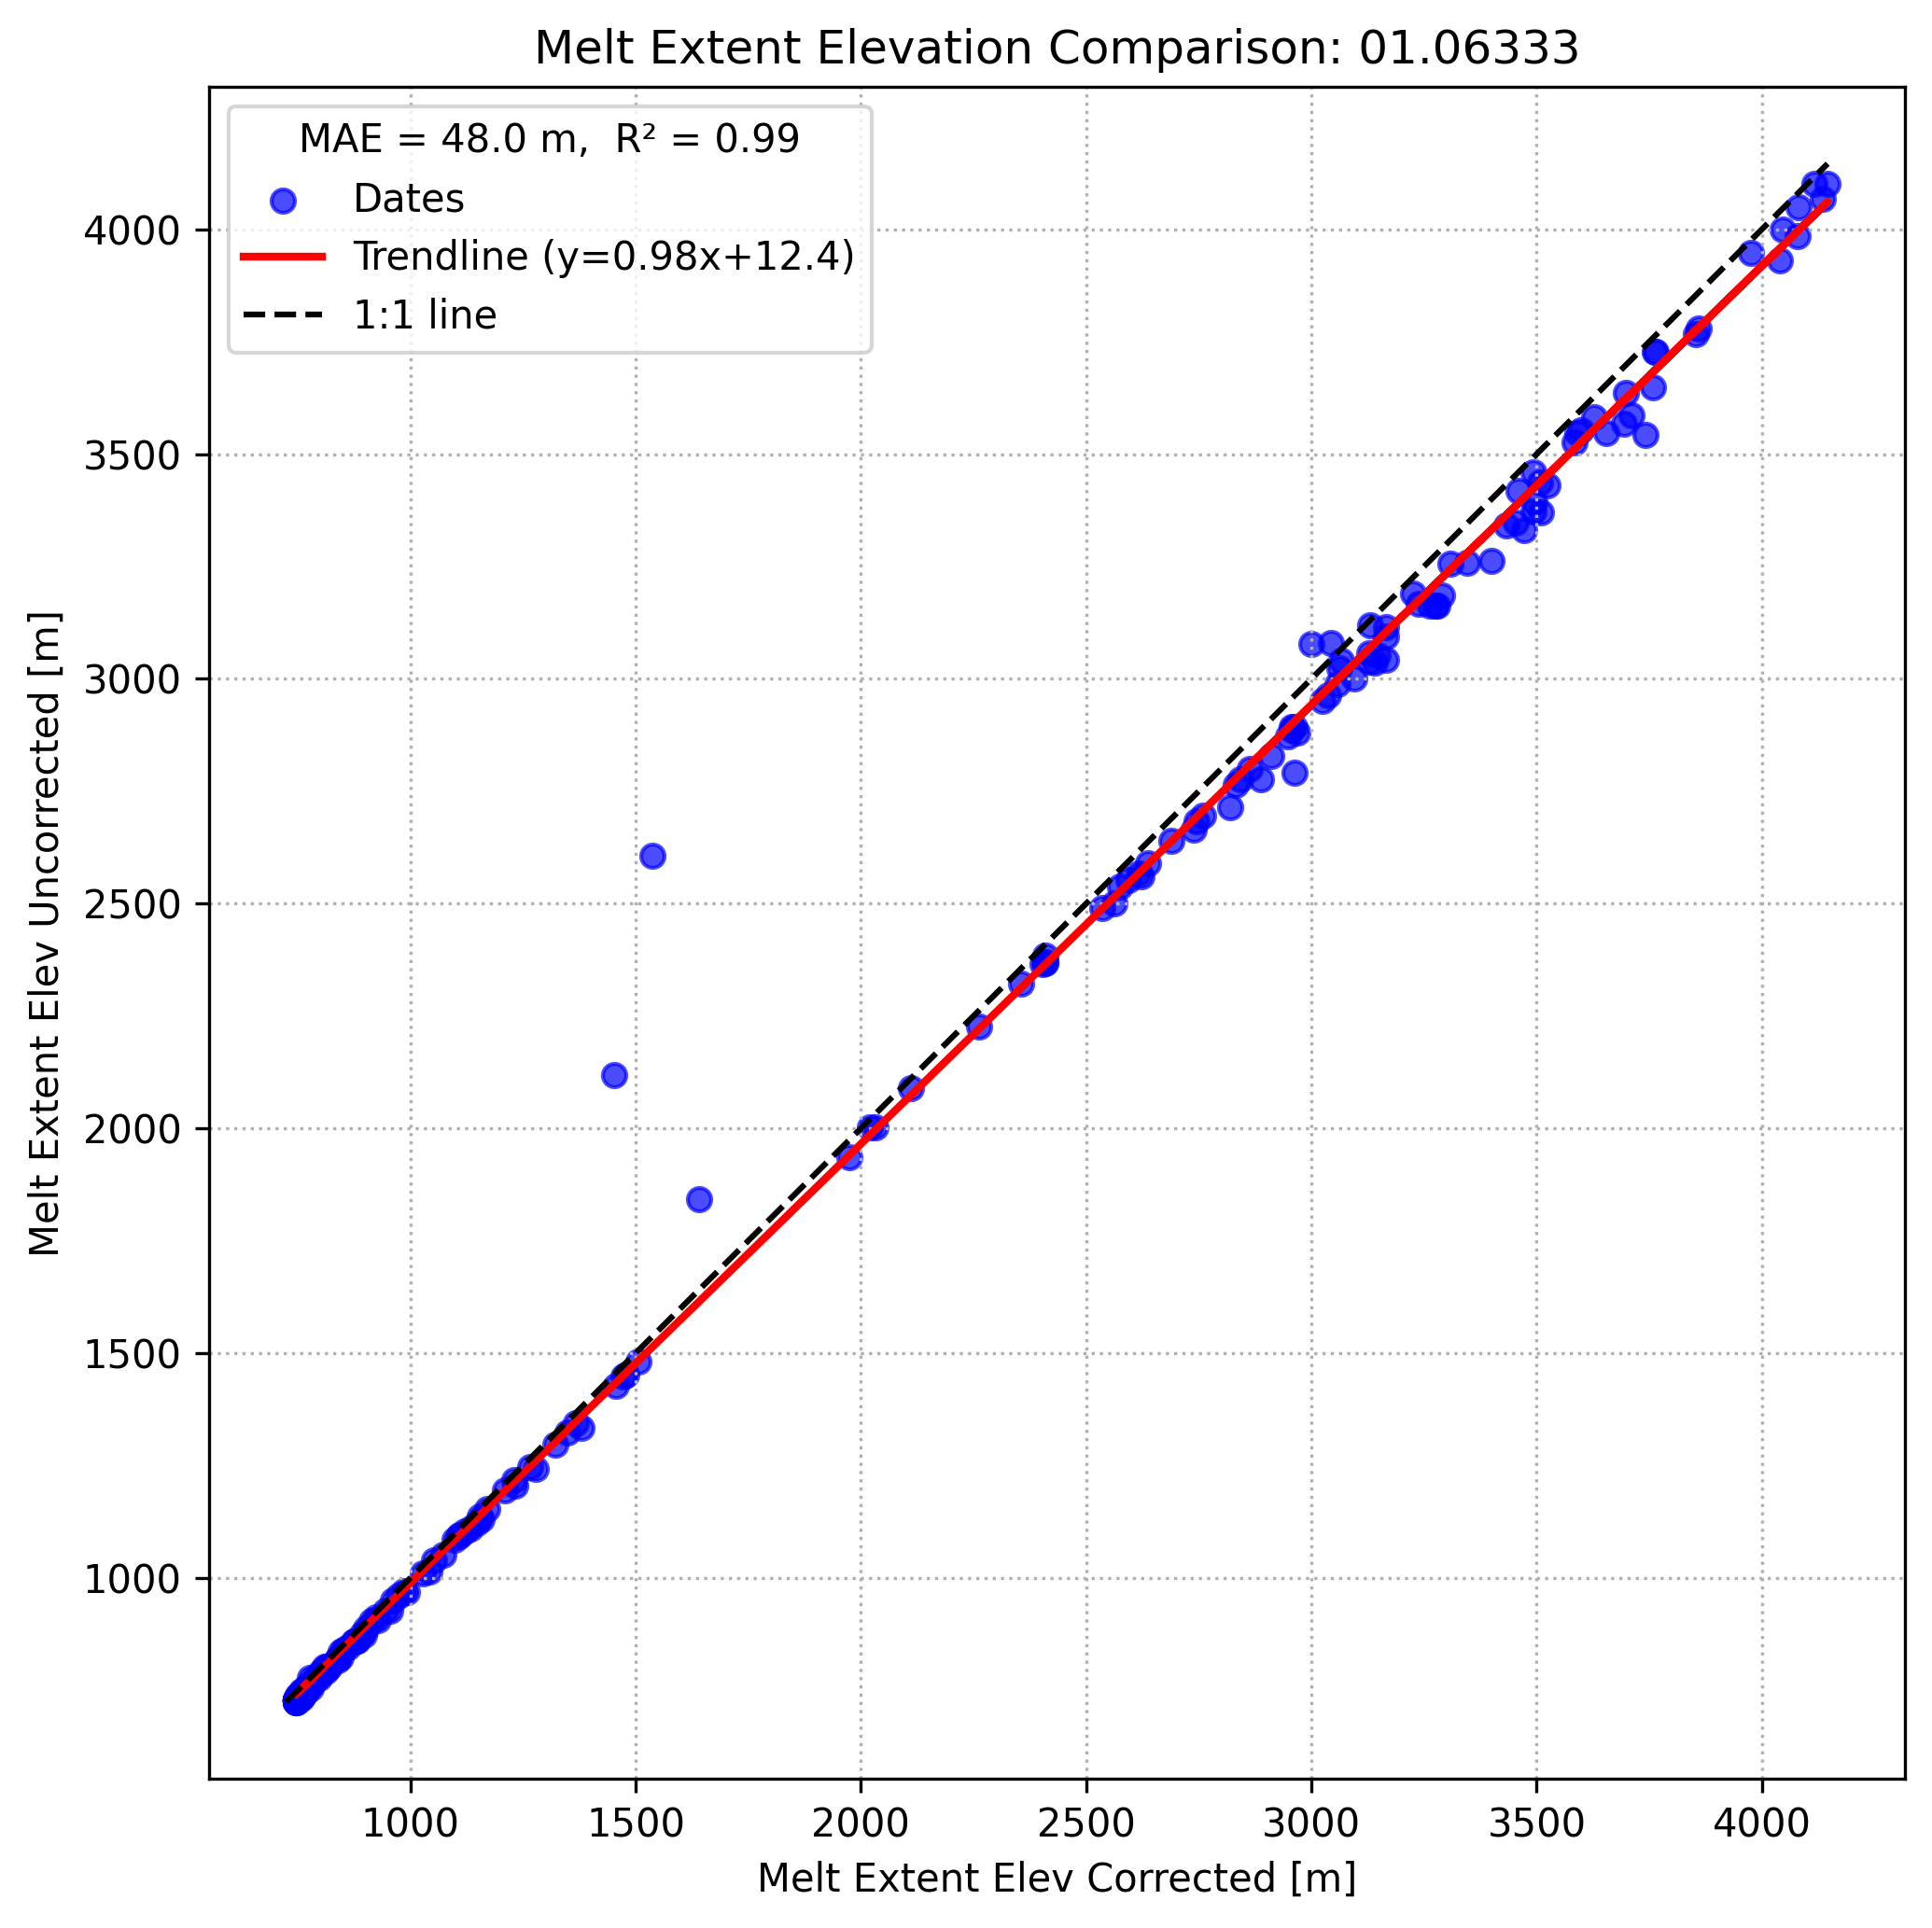 Melt Extent Elevation Comparison: 01.06333
MAE = 48.0 m,  R² = 0.99
Dates
Trendline (y=0.98x+12.4)
1:1 line
Melt Extent Elev Uncorrected [m]
4000
3500
3000
2500
2000
1500
1000
1000 1500 2000 2500 3000 3500 4000
Melt Extent Elev Corrected [m]